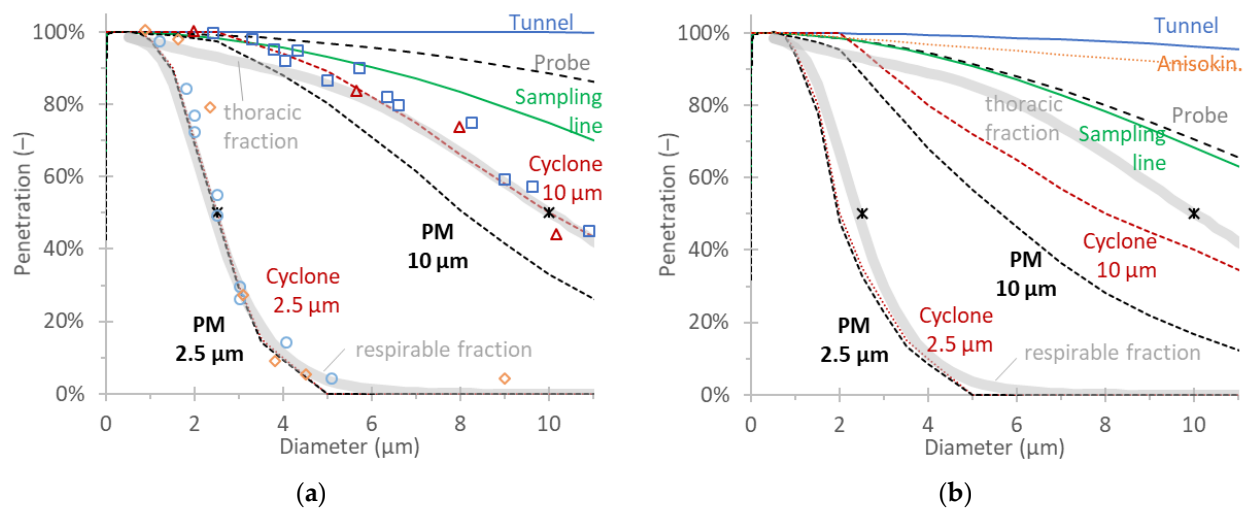 100%
80%
60%
40%
20%
0%
Penetration (–)
0 2 4 6 8 10
Diameter (µm)
Tunnel
Probe
Sampling
line
thoracic
fraction
Cyclone
10 µm
PM
10 µm
Cyclone
2.5 µm
PM
2.5 µm
respirable fraction
(a)
100%
80%
60%
40%
20%
0%
Penetration (–)
0 2 4 6 8 10
Diameter (µm)
Tunnel
Anisokin.
thoracic
fraction
Probe
Sampling
line
Cyclone
10 µm
PM
10 µm
Cyclone
2.5 µm
PM
2.5 µm
respirable fraction
(b)